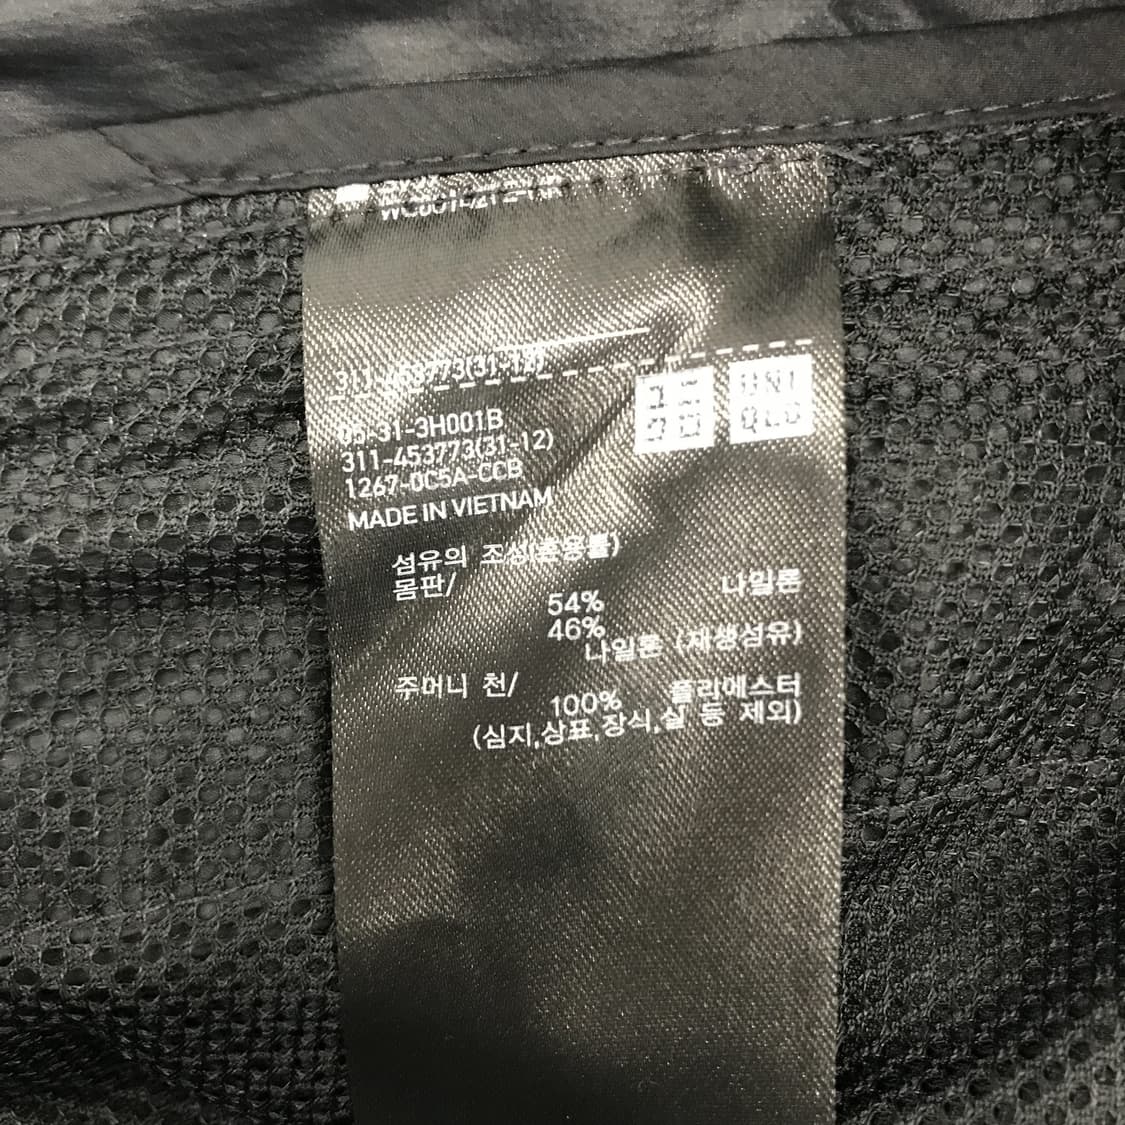 311-453773(31-12)
UNI
QLO
05-31-3H001B
311-453773(31-12)
1267-0C5A-CCB
MADE IN VIETNAM
섬유의 조성(혼용률)
몸판/
54% 나일론
46%
나일론 (재생섬유)
주머니 천/
100% 폴리에스터
(심지,상표,장식,실 등 제외)